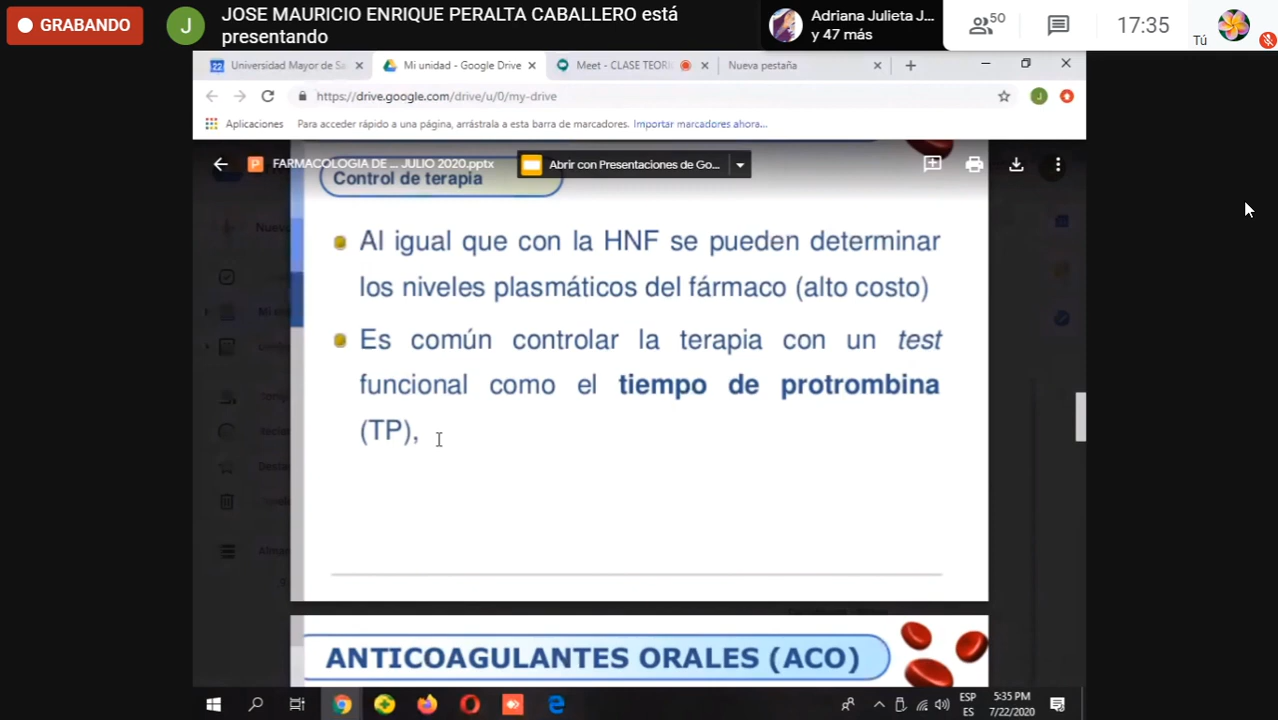 GRABANDO
J
JOSE MAURICIO ENRIQUE PERALTA CABALLERO está
presentando
Adriana Julieta J...
y 47 más
50
17:35
Tú
22
Universidad Mayor de Sa
Mi unidad - Google Drive
Meet - CLASE TEORI
Nueva pestaña
https://drive.google.com/drive/u/0/my-drive
J
Aplicaciones
Para acceder rápido a una página, arrástrala a esta barra de marcadores.
Importar marcadores ahora...
P
FARMACOLOGIA DE ... JULIO 2020.pptx
Abrir con Presentaciones de Go...
Control de terapia
Al igual que con la HNF se pueden determinar
los niveles plasmáticos del fármaco (alto costo)
Es común controlar la terapia con un test
funcional como el tiempo de protrombina
(TP),
ANTICOAGULANTES ORALES (ACO)
ESP
ES
5:35 PM
7/22/2020